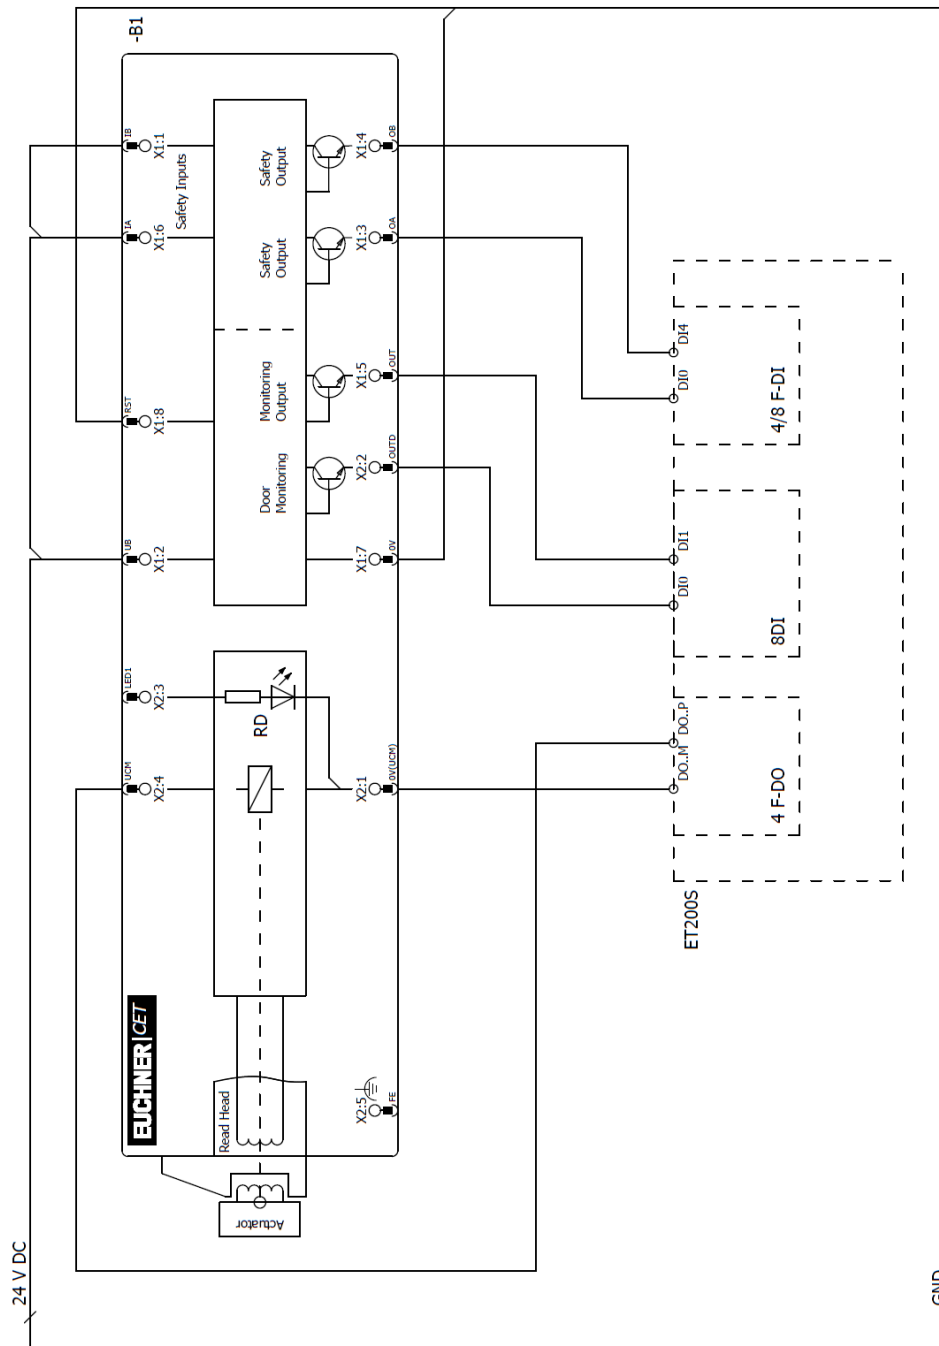 24 V DC
GND
-B1
IB
X1:1
IA
X1:6
Safety Inputs
RST
X1:8
UB
X1:2
LED1
X2:3
UCM
X2:4
Safety
Output
Safety
Output
Monitoring
Output
Door
Monitoring
RD
X1:4
OB
X1:3
OA
X1:5
OUT
X2:2
OUTD
X1:7
0V
X2:1
0V(UCM)
X2:5
FE
EUCHNER|CET
Read Head
Actuator
DI4
DI0
4/8 F-DI
DI1
DI0
8DI
DO..P
DO..M
4 F-DO
ET200S